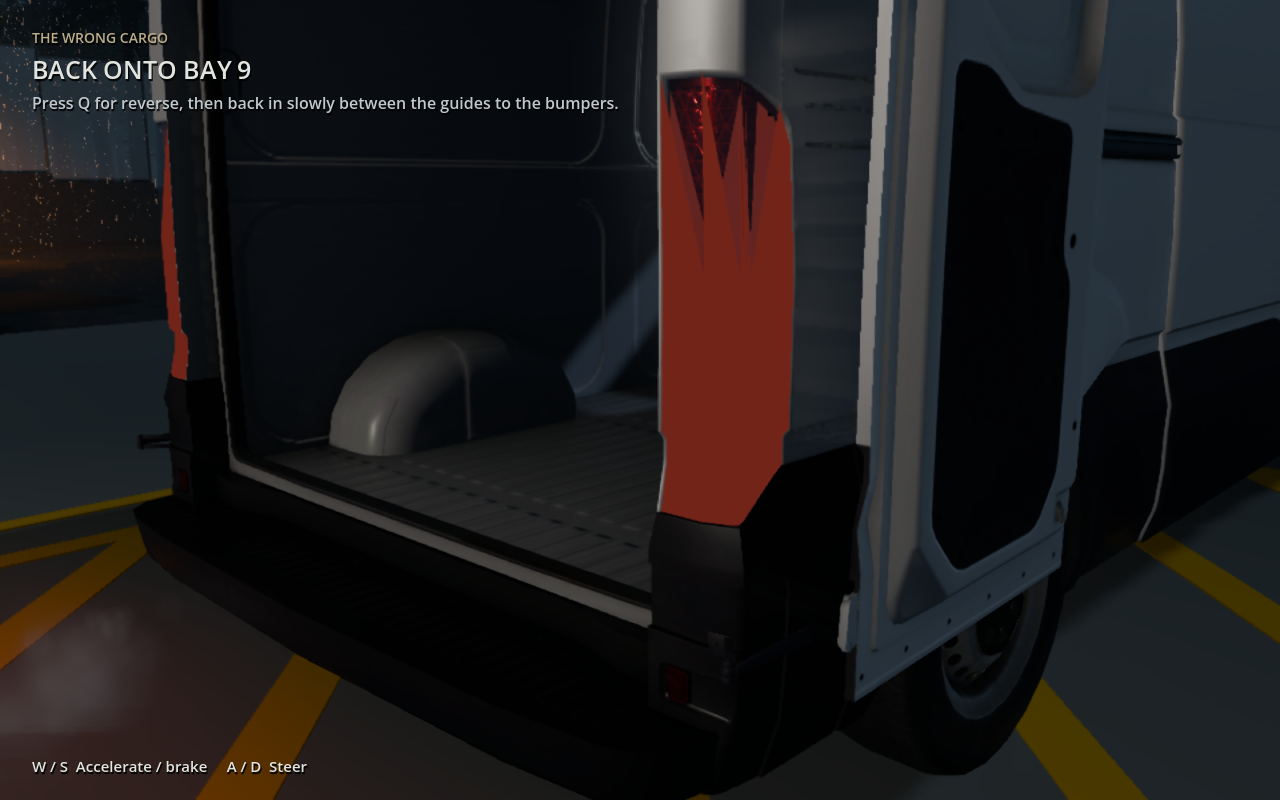 THE WRONG CARGO
BACK ONTO BAY 9
Press Q for reverse, then back in slowly between the guides to the bumpers.
W / S Accelerate / brake A / D Steer